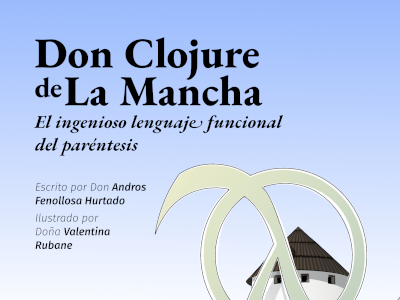 Don Clojure
de La Mancha
El ingenioso lenguaje funcional
del paréntesis
Escrito por Don Andros
Fenollosa Hurtado
Ilustrado por
Doña Valentina
Rubane